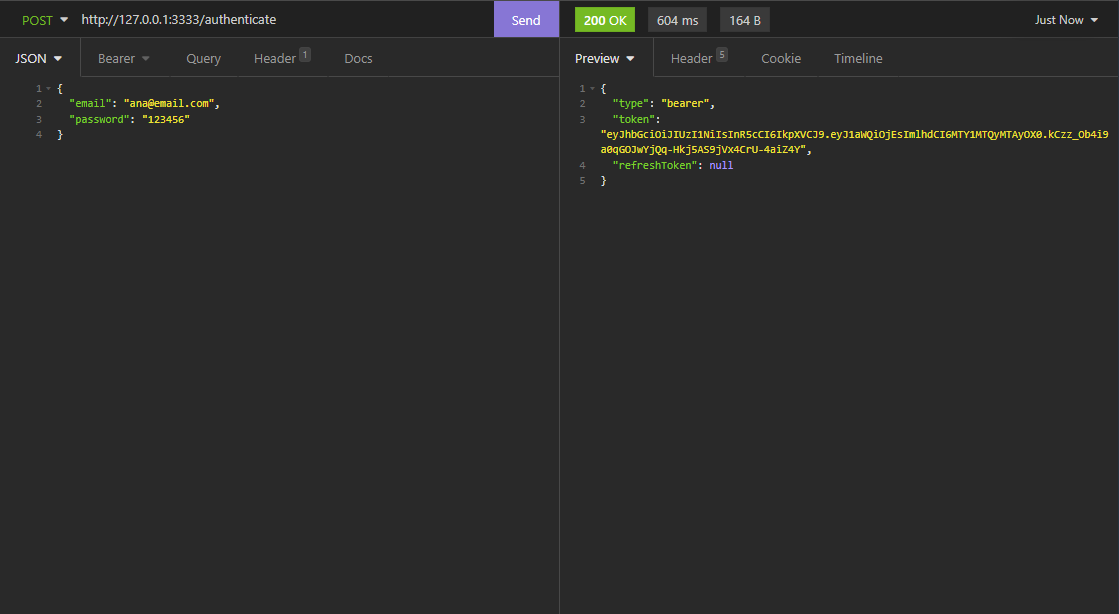 POST http://127.0.0.1:3333/authenticate Send
200 OK 604 ms 164 B Just Now
JSON Bearer Query Header 1 Docs
1 {
2 "email": "ana@email.com",
3 "password": "123456"
4 }
Preview Header 5 Cookie Timeline
1 {
2 "type": "bearer",
3 "token":
"eyJhbGciOiJIUzI1NiIsInR5cCI6IkpXVCJ9.eyJ1aWQiOjEsImlhdCI6MTY1MTQyMTAyOX0.kCzz_Ob4i9
a0qGOJwYjQq-Hkj5AS9jVx4CrU-4aiZ4Y",
4 "refreshToken": null
5 }